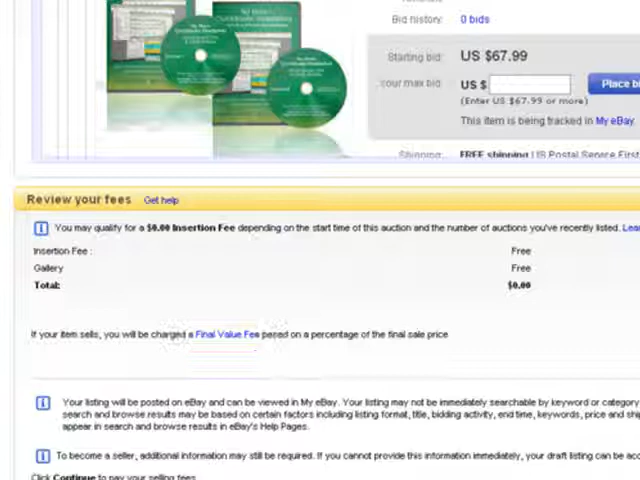 Bid history: 0 bids
Starting bid: US $67.99
your max bid: US $ Place bi
(Enter US $67.99 or more)
This item is being tracked in My eBay
Shipping: FREE shipping | US Postal Service First
Review your fees Get help
You may qualify for a $0.00 Insertion Fee depending on the start time of this auction and the number of auctions you've recently listed. Lear
Insertion Fee : Free
Gallery Free
Total: $0.00
If your item sells, you will be charged a Final Value Fee based on a percentage of the final sale price
Your listing will be posted on eBay and can be viewed in My eBay. Your listing may not be immediately searchable by keyword or category
search and browse results may be based on certain factors including listing format, title, bidding activity, end time, keywords, price and ship
appear in search and browse results in eBay's Help Pages.
To become a seller, additional information may still be required. If you cannot provide this information immediately, your draft listing can be acc
Click Continue to pay your selling fees